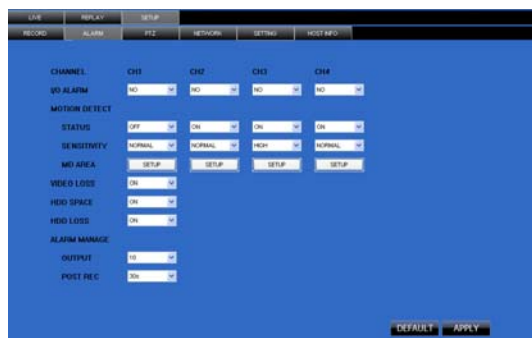 LIVE REPLAY SETUP
RECORD ALARM PTZ NETWORK SETTING HOST INFO
CHANNEL CH1 CH2 CH3 CH4
I/O ALARM NO NO NO NO
MOTION DETECT
STATUS OFF ON ON ON
SENSITIVITY NORMAL NORMAL HIGH NORMAL
MD AREA SETUP SETUP SETUP SETUP
VIDEO LOSS ON
HDD SPACE ON
HDD LOSS ON
ALARM MANAGE
OUTPUT 10
POST REC 30s
DEFAULT APPLY